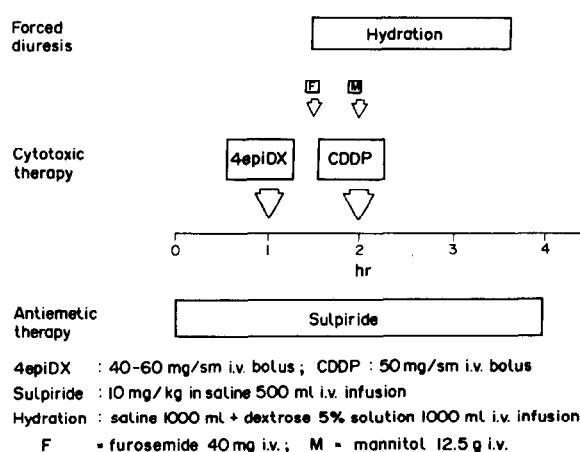 Forced
diuresis
Hydration
F
M
Cytotoxic
therapy
4epiDX
CDDP
0
1
2
3
4
hr
Antiemetic
therapy
Sulpiride
4epiDX : 40-60 mg/sm i.v. bolus ; CDDP : 50 mg/sm i.v. bolus
Sulpiride : 10 mg/kg in saline 500 ml i.v. infusion
Hydration : saline 1000 ml + dextrose 5% solution 1000 ml i.v. infusion
F = furosemide 40 mg i.v. ; M = mannitol 12.5 g i.v.